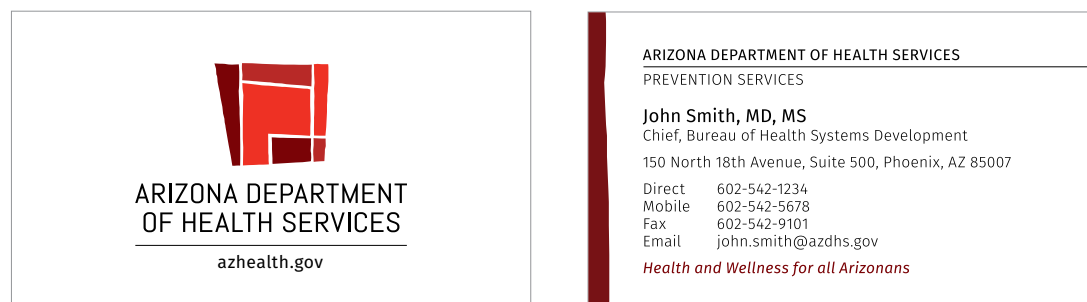 ARIZONA DEPARTMENT
OF HEALTH SERVICES
azhealth.gov
ARIZONA DEPARTMENT OF HEALTH SERVICES
PREVENTION SERVICES
John Smith, MD, MS
Chief, Bureau of Health Systems Development
150 North 18th Avenue, Suite 500, Phoenix, AZ 85007
Direct 602-542-1234
Mobile 602-542-5678
Fax 602-542-9101
Email john.smith@azdhs.gov
Health and Wellness for all Arizonans